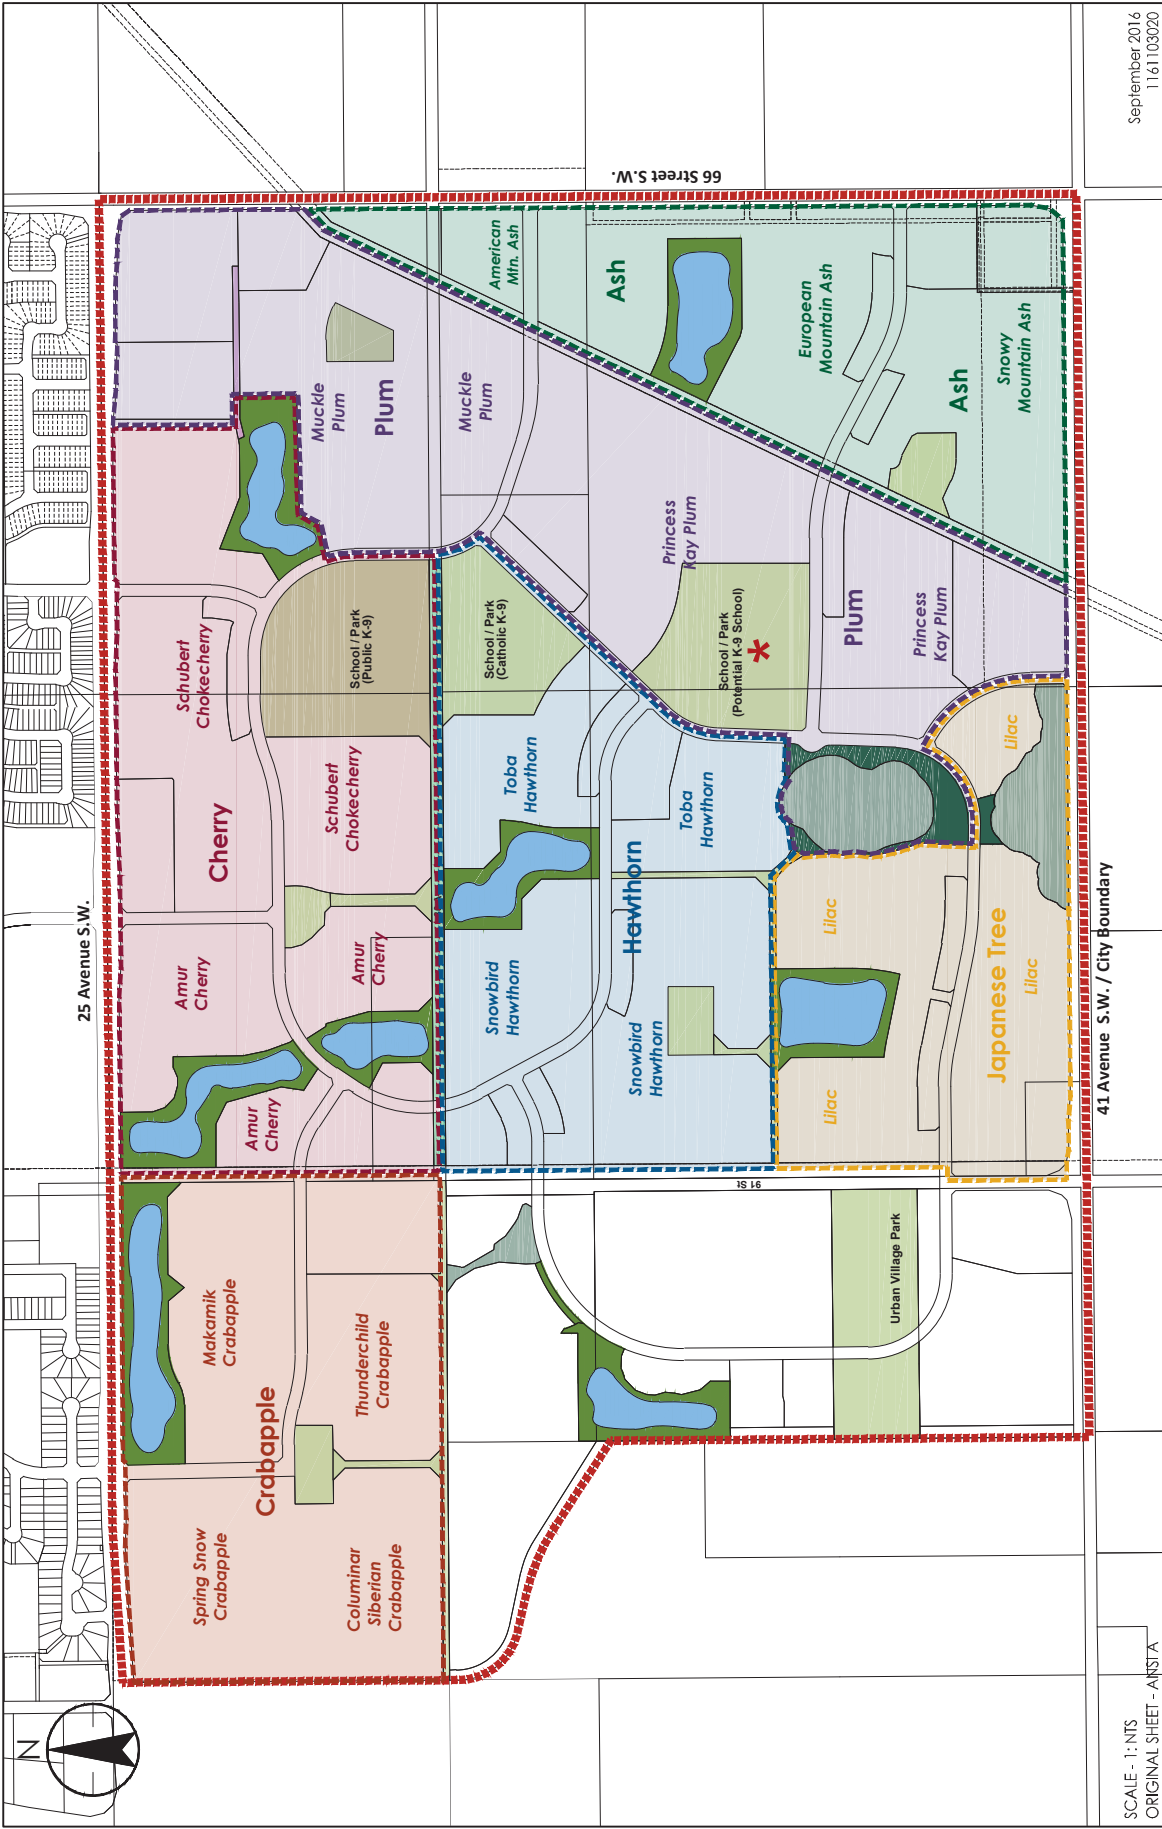 N
25 Avenue S.W.
Spring Snow
Crabapple
Makamik
Crabapple
Crabapple
Columinar
Siberian
Crabapple
Thunderchild
Crabapple
Amur
Cherry
Amur
Cherry
Amur
Cherry
Cherry
Schubert
Chokecherry
Schubert
Chokecherry
School / Park
(Public K-9)
Muckle
Plum
Plum
Muckle
Plum
American
Mtn. Ash
Ash
66 Street S.W.
Snowbird
Hawthorn
Toba
Hawthorn
School / Park
(Catholic K-9)
Hawthorn
Snowbird
Hawthorn
Toba
Hawthorn
Princess
Kay Plum
School / Park
(Potential K-9 School)
*
European
Mountain Ash
91 St
Lilac
Lilac
Plum
Princess
Kay Plum
Ash
Snowy
Mountain Ash
Urban Village Park
Japanese Tree
Lilac
Lilac
41 Avenue S.W. / City Boundary
SCALE - 1: NTS
ORIGINAL SHEET - ANSI A
September 2016
1161103020